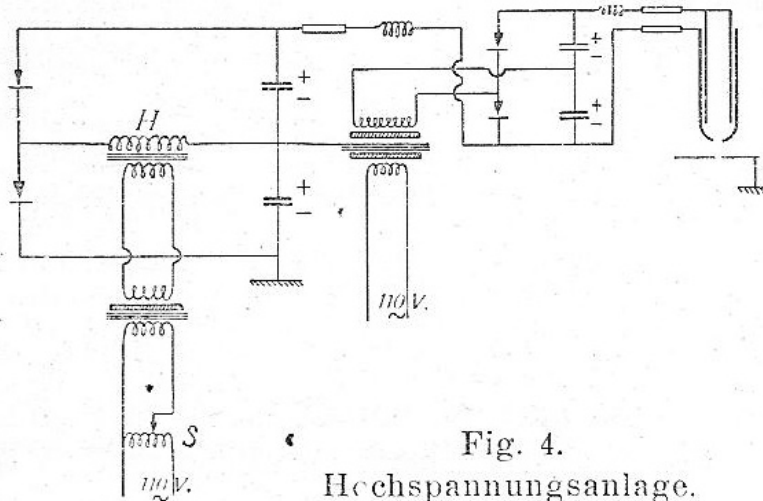 H
+
-
+
-
+
-
+
-
110 V.
~
S
110 V.
~
Fig. 4.
Hochspannungsanlage.